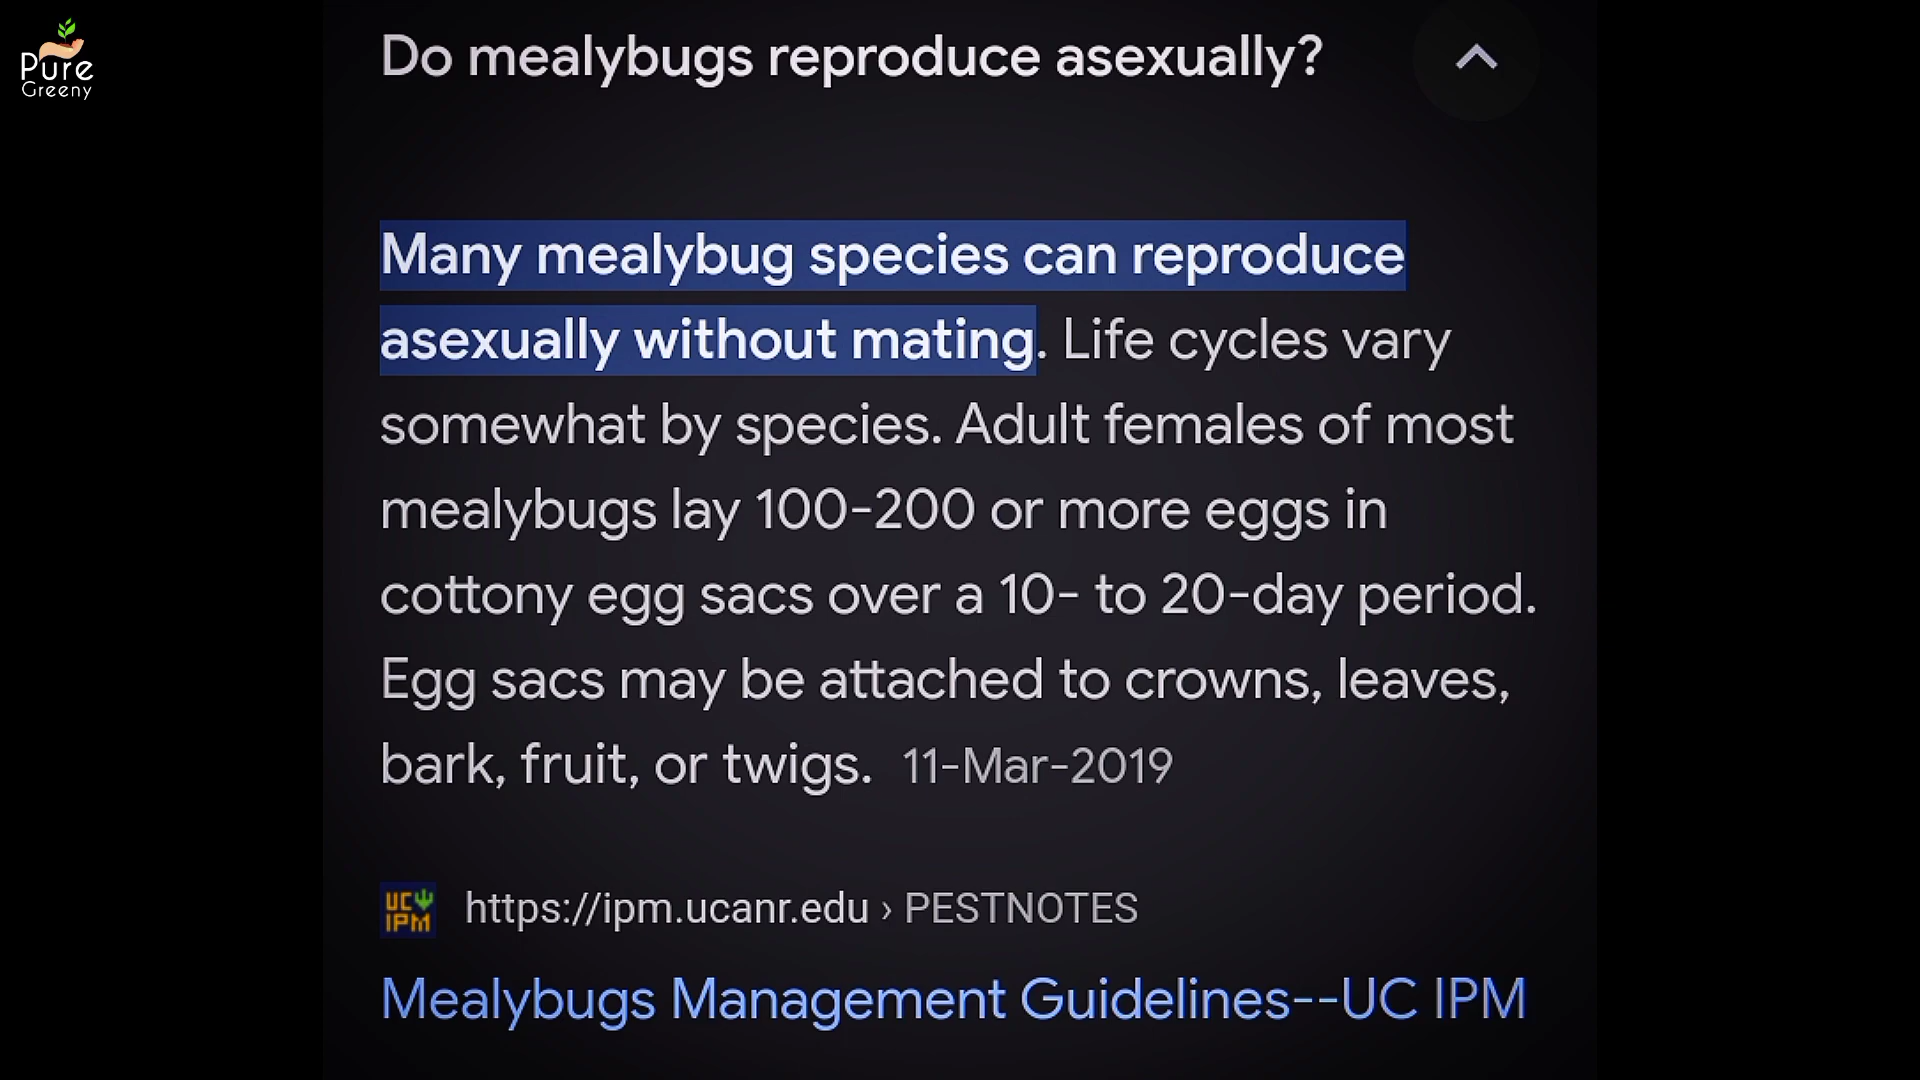 Pure
Greeny
Do mealybugs reproduce asexually?
Many mealybug species can reproduce
asexually without mating. Life cycles vary
somewhat by species. Adult females of most
mealybugs lay 100-200 or more eggs in
cottony egg sacs over a 10- to 20-day period.
Egg sacs may be attached to crowns, leaves,
bark, fruit, or twigs. 11-Mar-2019
UC
IPM
https://ipm.ucanr.edu › PESTNOTES
Mealybugs Management Guidelines--UC IPM